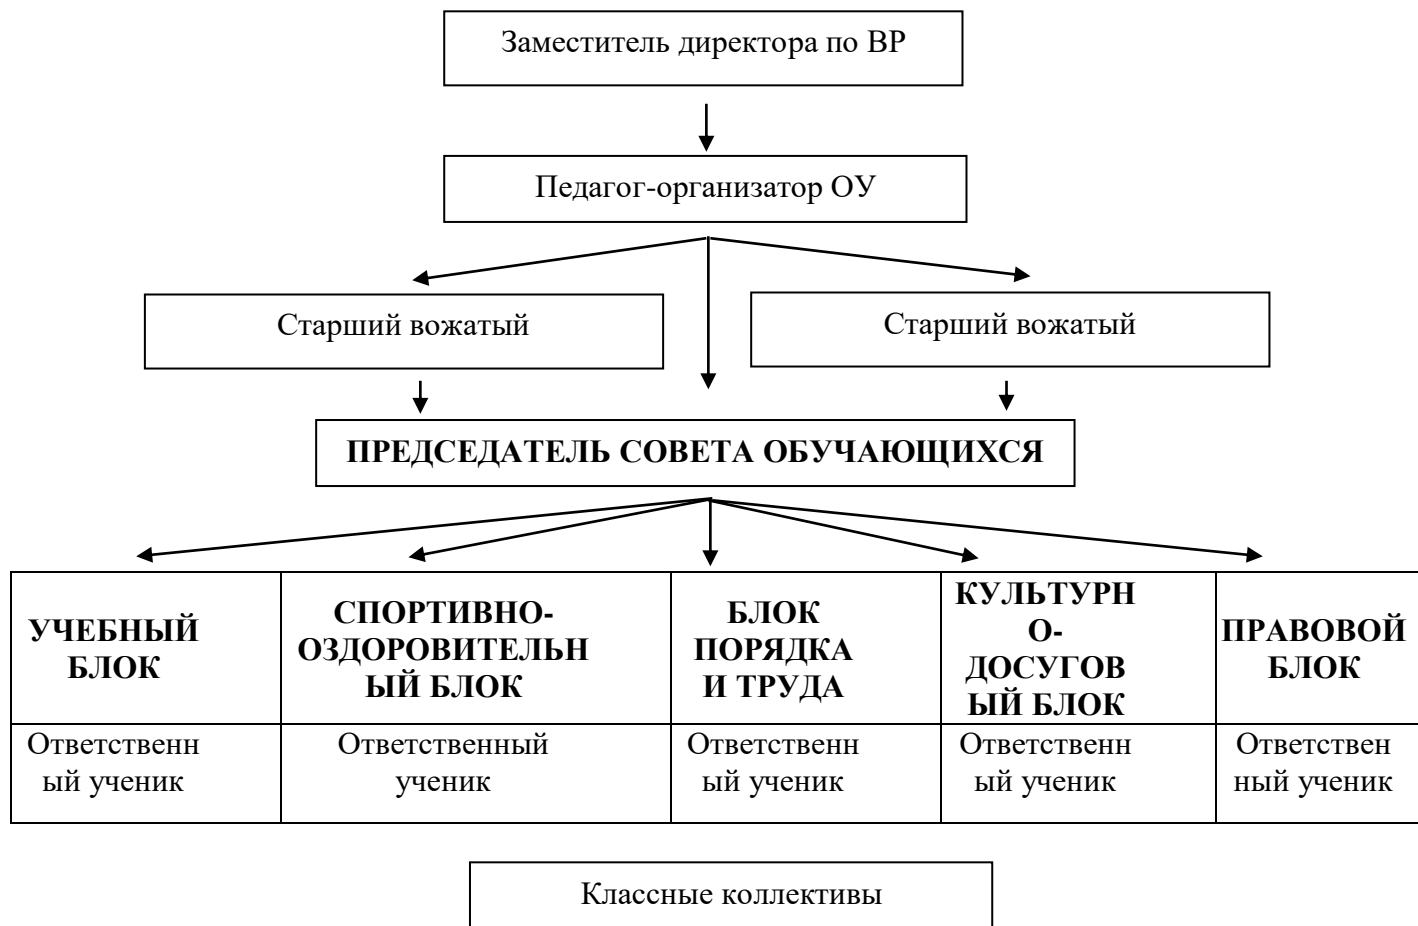 Заместитель директора по ВР
Педагог-организатор ОУ
Старший вожатый
Старший вожатый
ПРЕДСЕДАТЕЛЬ СОВЕТА ОБУЧАЮЩИХСЯ
УЧЕБНЫЙ
БЛОК
СПОРТИВНО-
ОЗДОРОВИТЕЛЬН
ЫЙ БЛОК
БЛОК
ПОРЯДКА
И ТРУДА
КУЛЬТУРН
О-
ДОСУГОВ
ЫЙ БЛОК
ПРАВОВОЙ
БЛОК
Ответственн
ый ученик
Ответственный
ученик
Ответственн
ый ученик
Ответственн
ый ученик
Ответствен
ный ученик
Классные коллективы